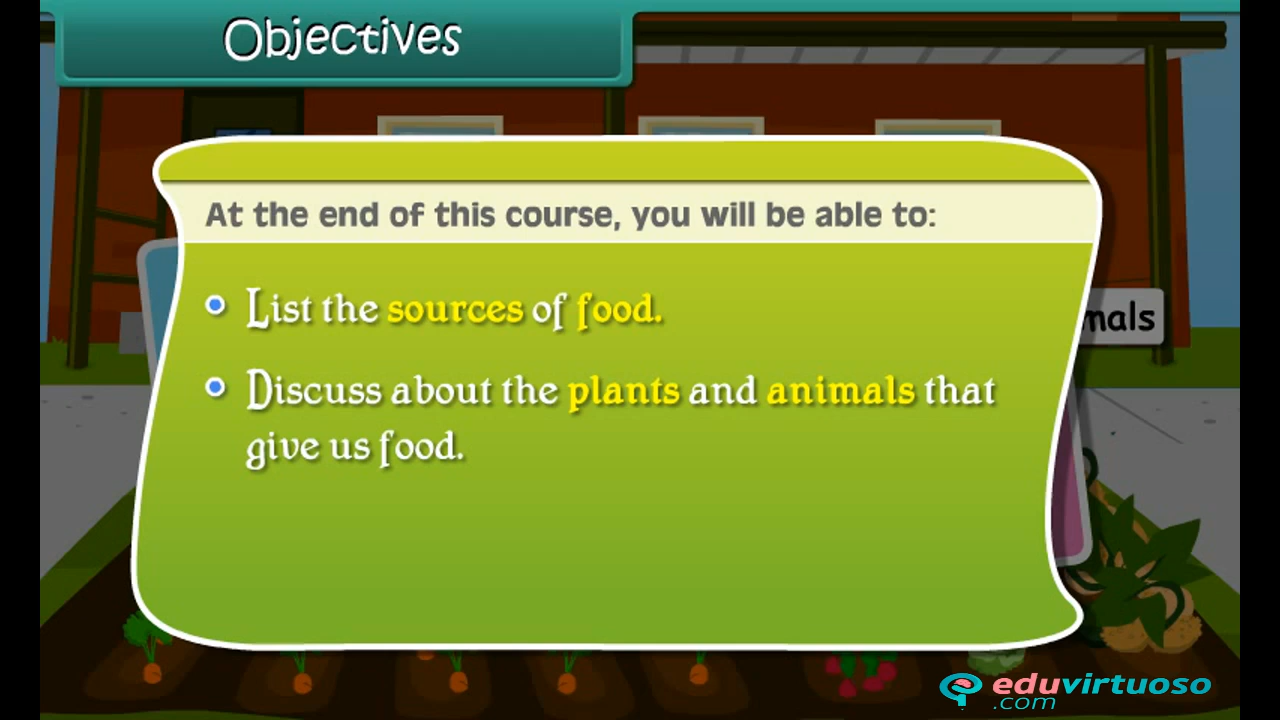 Objectives
At the end of this course, you will be able to:
List the sources of food.
Discuss about the plants and animals that
give us food.
mals
eduvirtuoso
.com